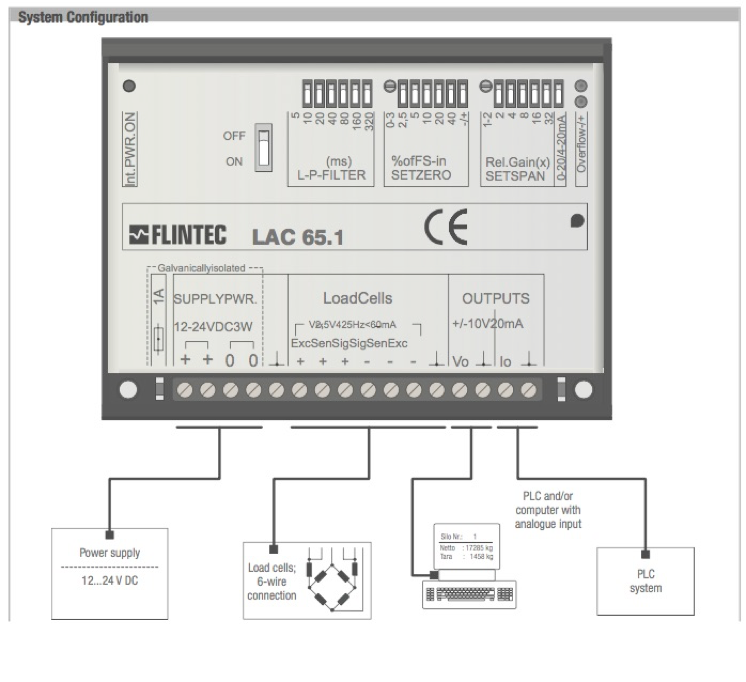 System Configuration
Int.PWR.ON
OFF
ON
5 10 20 40 80 160 320
(ms)
L-P-FILTER
0-3 2,5 5 10 20 40 -/+
%ofFS-in
SETZERO
1-2 2 4 8 16 32
Rel.Gain(x)
SETSPAN
0-20/4-20mA
Overflow-/+
FLINTEC LAC 65.1 CE
Galvanicallyisolated
1A
SUPPLYPWR.
12-24VDC3W
+ + 0 0
LoadCells
425Hz<60mA
ExcSenSigSigSenExc
+ + + - - -
OUTPUTS
+/-10V20mA
Vo Io
Power supply
12...24 V DC
Load cells;
6-wire
connection
Silo Nr.: 1
Netto : 17285 kg
Tara : 1458 kg
PLC and/or
computer with
analogue input
PLC
system